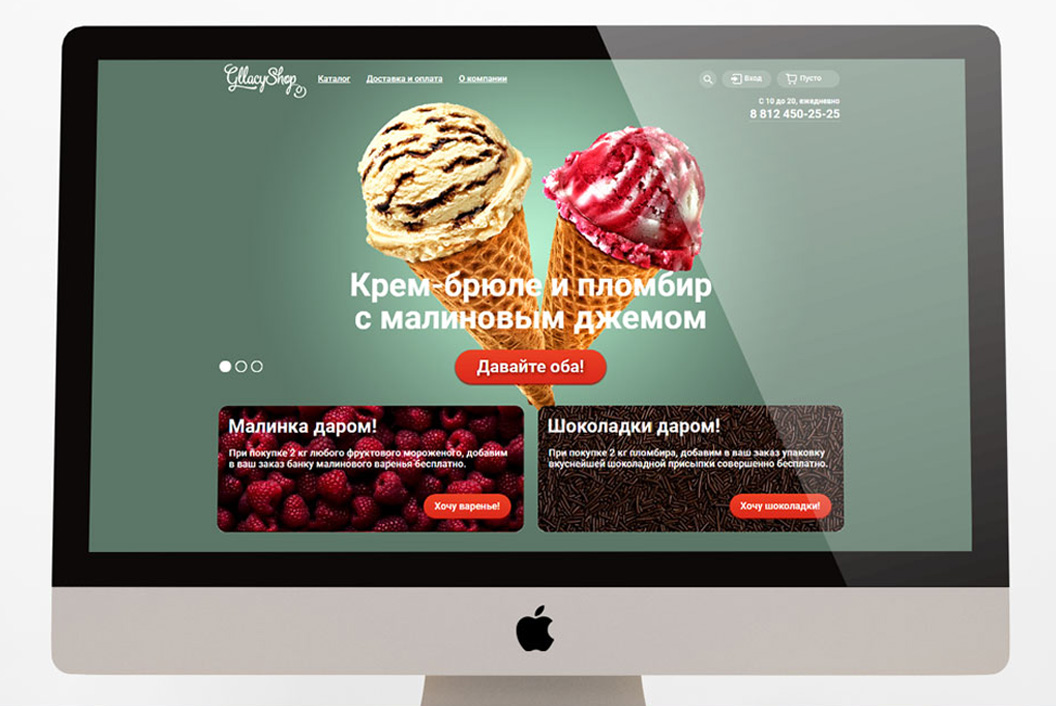 GllacyShop
Каталог Доставка и оплата О компании
Вход Пусто
С 10 до 20, ежедневно
8 812 450-25-25
Крем-брюле и пломбир
с малиновым джемом
Давайте оба!
Малинка даром!
При покупке 2 кг любого фруктового мороженого, добавим
в ваш заказ банку малинового варенья бесплатно.
Хочу варенье!
Шоколадки даром!
При покупке 2 кг пломбира, добавим в ваш заказ упаковку
вкуснейшей шоколадной присыпки совершенно бесплатно.
Хочу шоколадки!